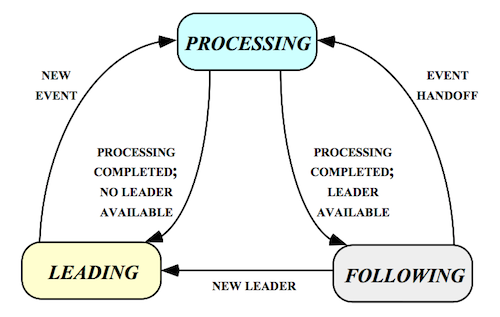 PROCESSING
NEW
EVENT
EVENT
HANDOFF
PROCESSING
COMPLETED;
NO LEADER
AVAILABLE
PROCESSING
COMPLETED;
LEADER
AVAILABLE
LEADING
FOLLOWING
NEW LEADER